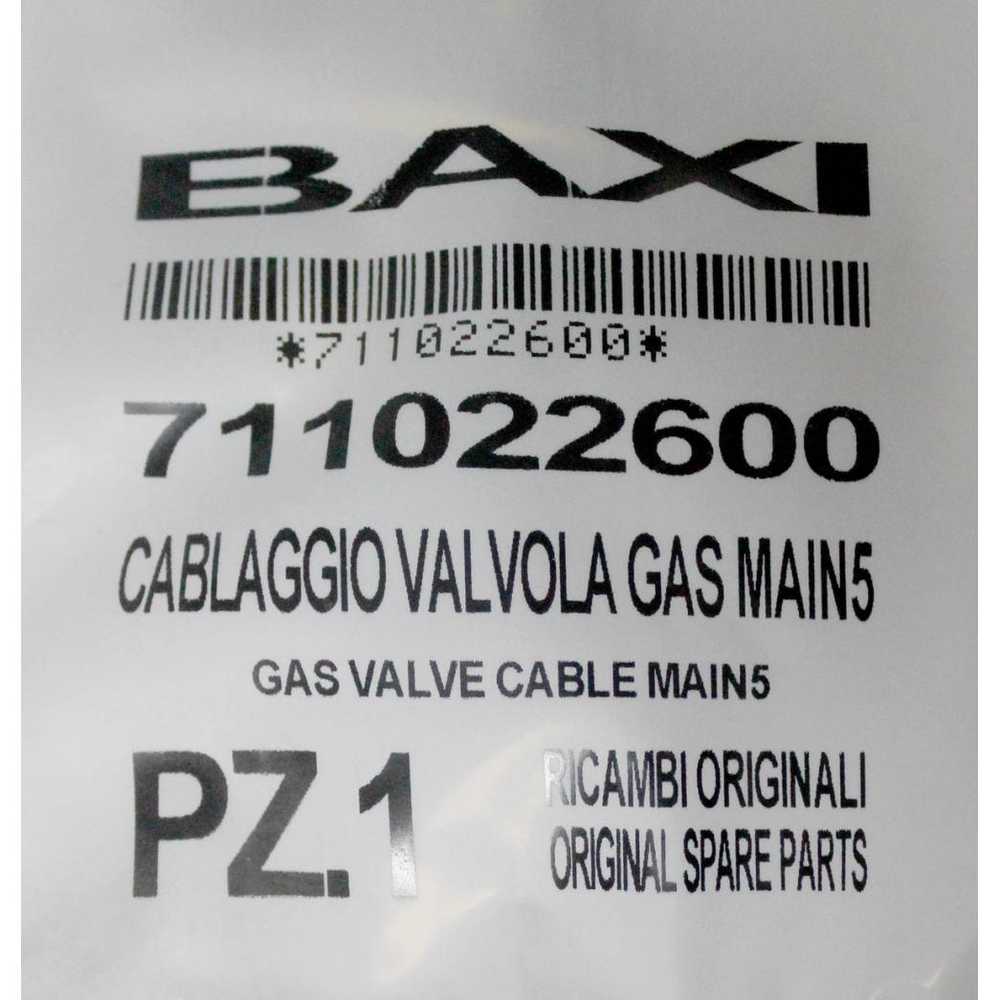 BAXI
*711022600*
711022600
CABLAGGIO VALVOLA GAS MAIN5
GAS VALVE CABLE MAIN5
PZ.1
RICAMBI ORIGINALI
ORIGINAL SPARE PARTS